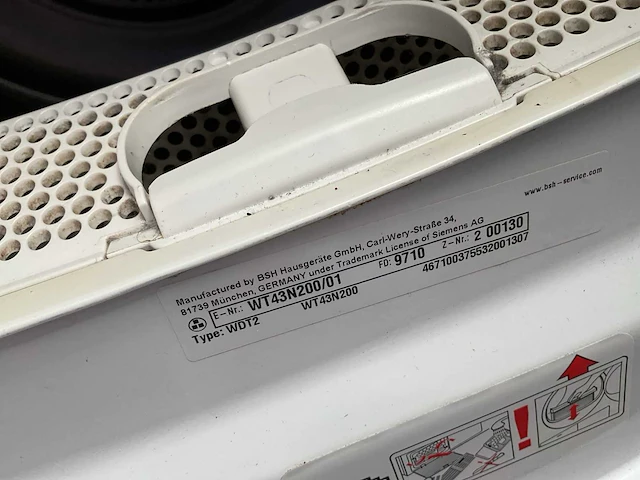 www.bsh-service.com
Manufactured by BSH Hausgeräte GmbH, Carl-Wery-Straße 34,
81739 München, GERMANY under Trademark License of Siemens AG
E-Nr.: WT43N200/01 FD: 9710 Z-Nr.: 2 00130
Type: WDT2 WT43N200 467100375532001307
!